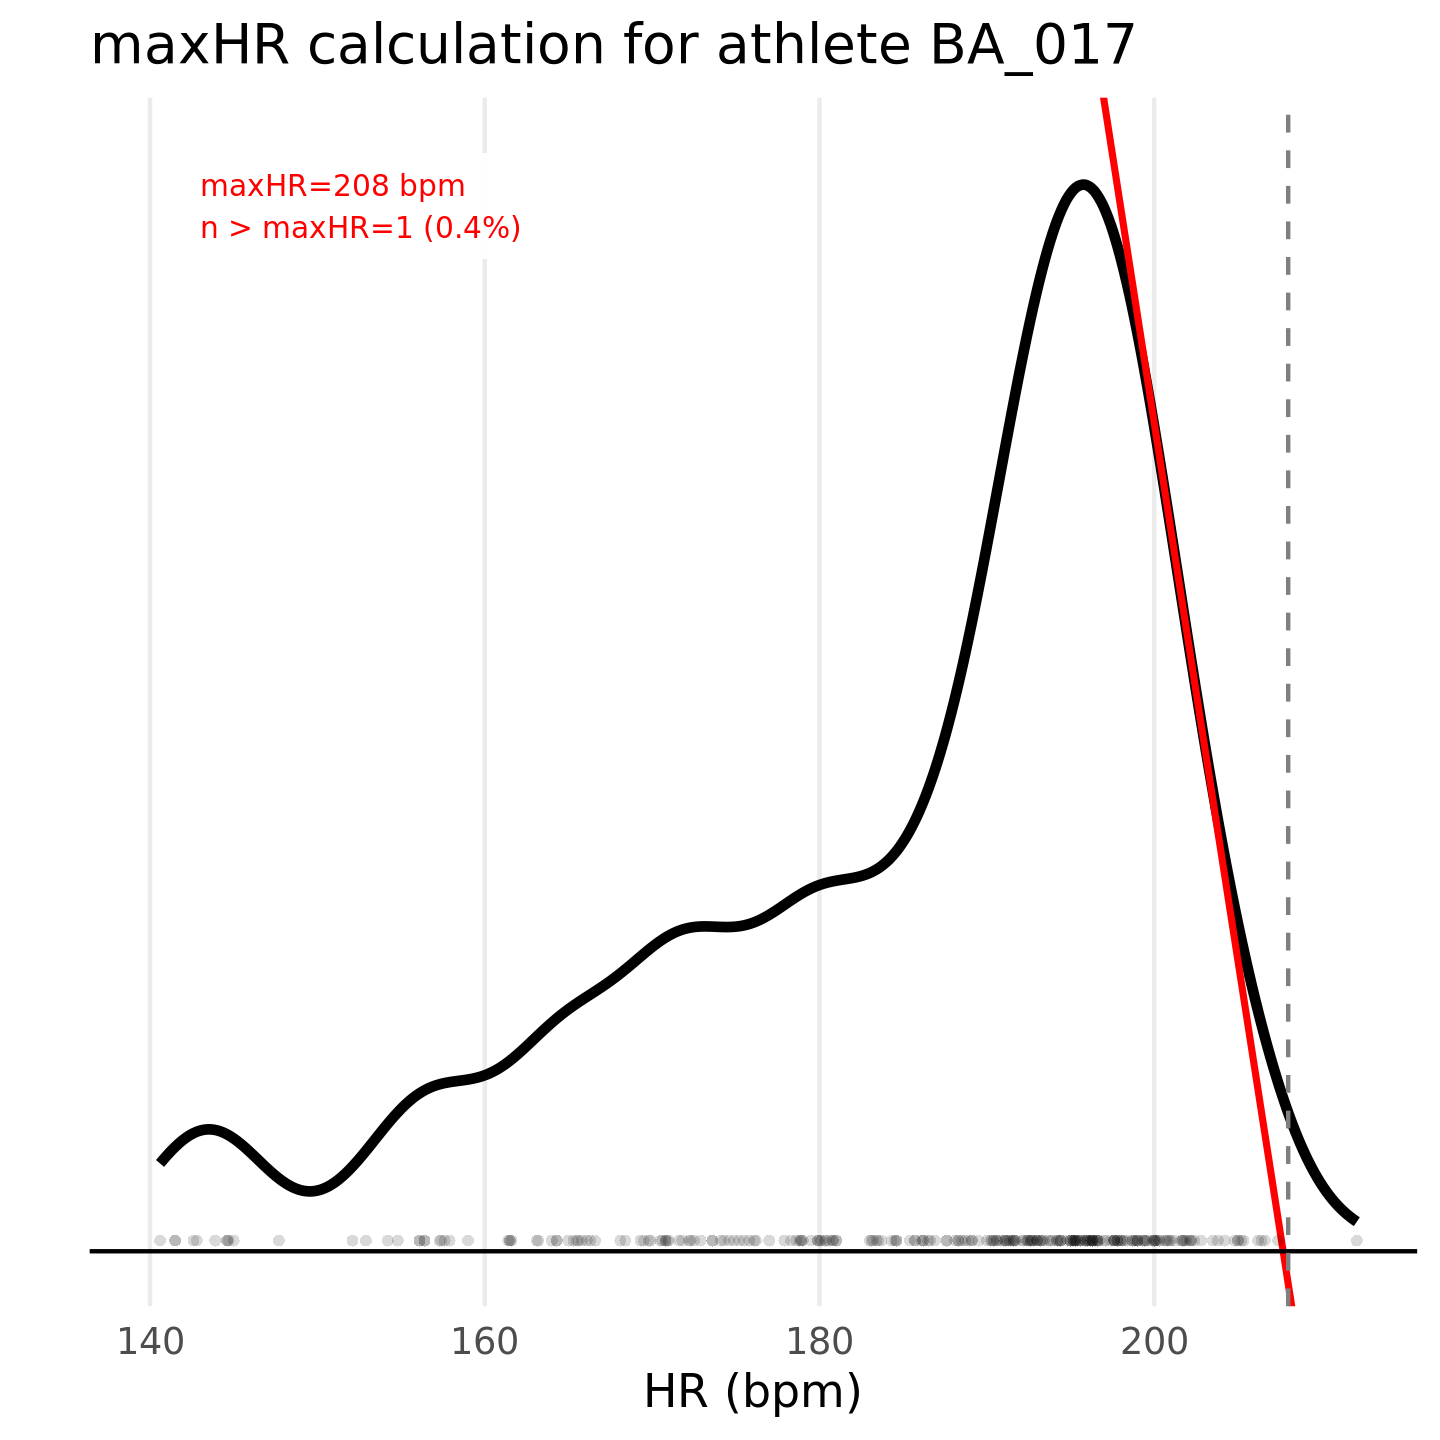 maxHR calculation for athlete BA_017
maxHR=208 bpm
n > maxHR=1 (0.4%)
140 160 180 200
HR (bpm)